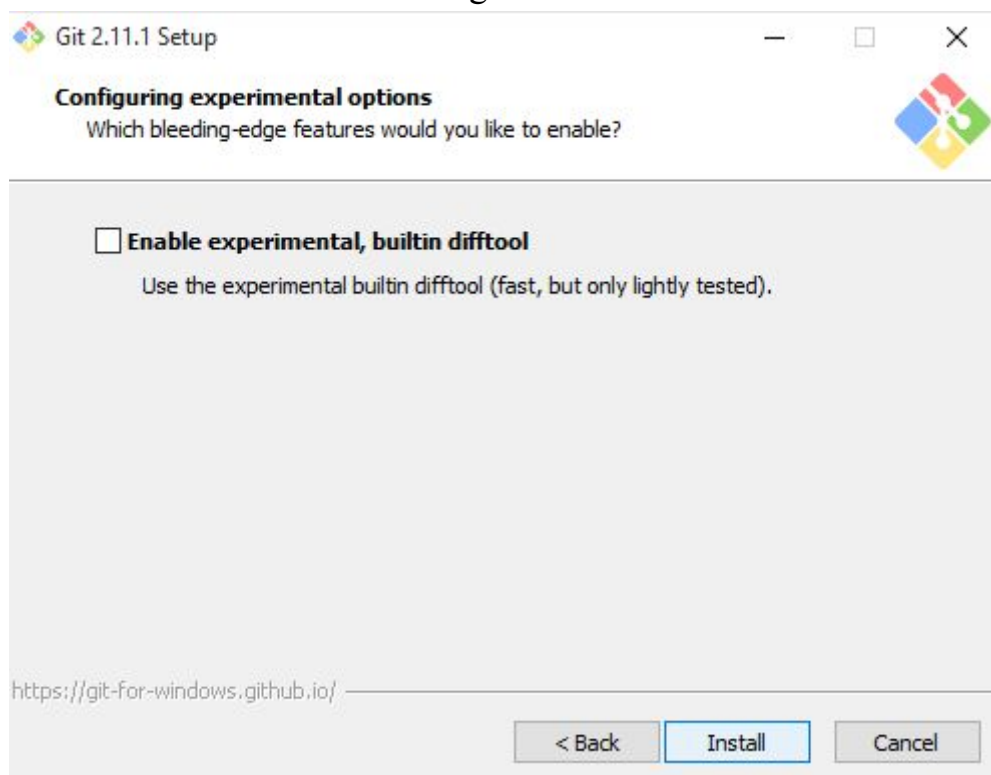 Git 2.11.1 Setup
Configuring experimental options
Which bleeding-edge features would you like to enable?
Enable experimental, builtin difftool
Use the experimental builtin difftool (fast, but only lightly tested).
https://git-for-windows.github.io/
< Back
Install
Cancel